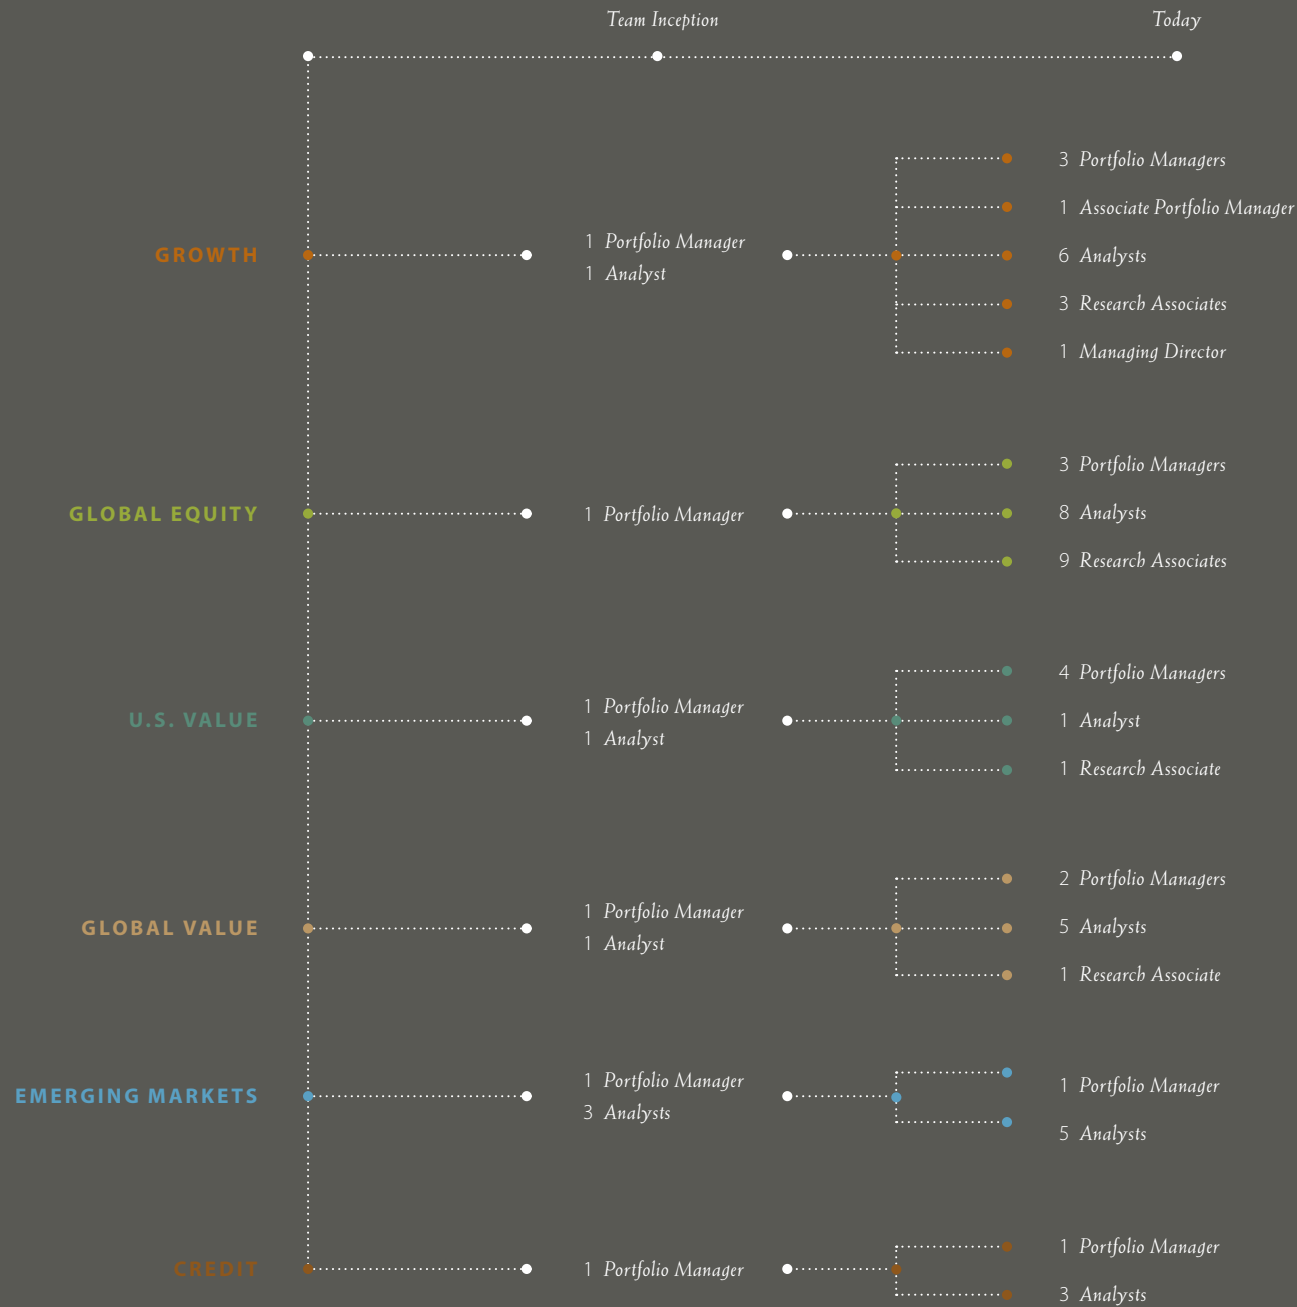 Team Inception Today
GROWTH
1 Portfolio Manager
1 Analyst
3 Portfolio Managers
1 Associate Portfolio Manager
6 Analysts
3 Research Associates
1 Managing Director
GLOBAL EQUITY
1 Portfolio Manager
3 Portfolio Managers
8 Analysts
9 Research Associates
U.S. VALUE
1 Portfolio Manager
1 Analyst
4 Portfolio Managers
1 Analyst
1 Research Associate
GLOBAL VALUE
1 Portfolio Manager
1 Analyst
2 Portfolio Managers
5 Analysts
1 Research Associate
EMERGING MARKETS
1 Portfolio Manager
3 Analysts
1 Portfolio Manager
5 Analysts
CREDIT
1 Portfolio Manager
1 Portfolio Manager
3 Analysts